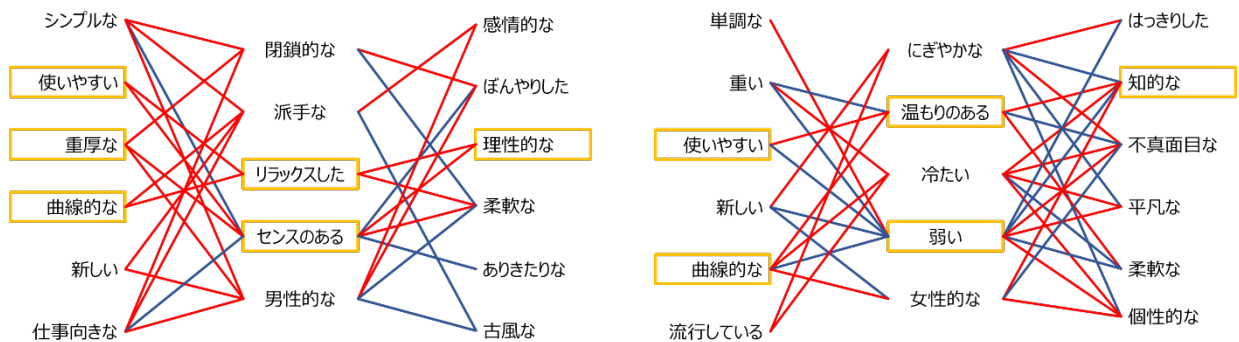 シンプルな
使いやすい
重厚な
曲線的な
新しい
仕事向きな
閉鎖的な
派手な
リラックスした
センスのある
男性的な
感情的な
ぼんやりした
理性的な
柔軟な
ありきたりな
古風な
単調な
重い
使いやすい
新しい
曲線的な
流行している
にぎやかな
温もりのある
冷たい
弱い
女性的な
はっきりした
知的な
不真面目な
平凡な
柔軟な
個性的な